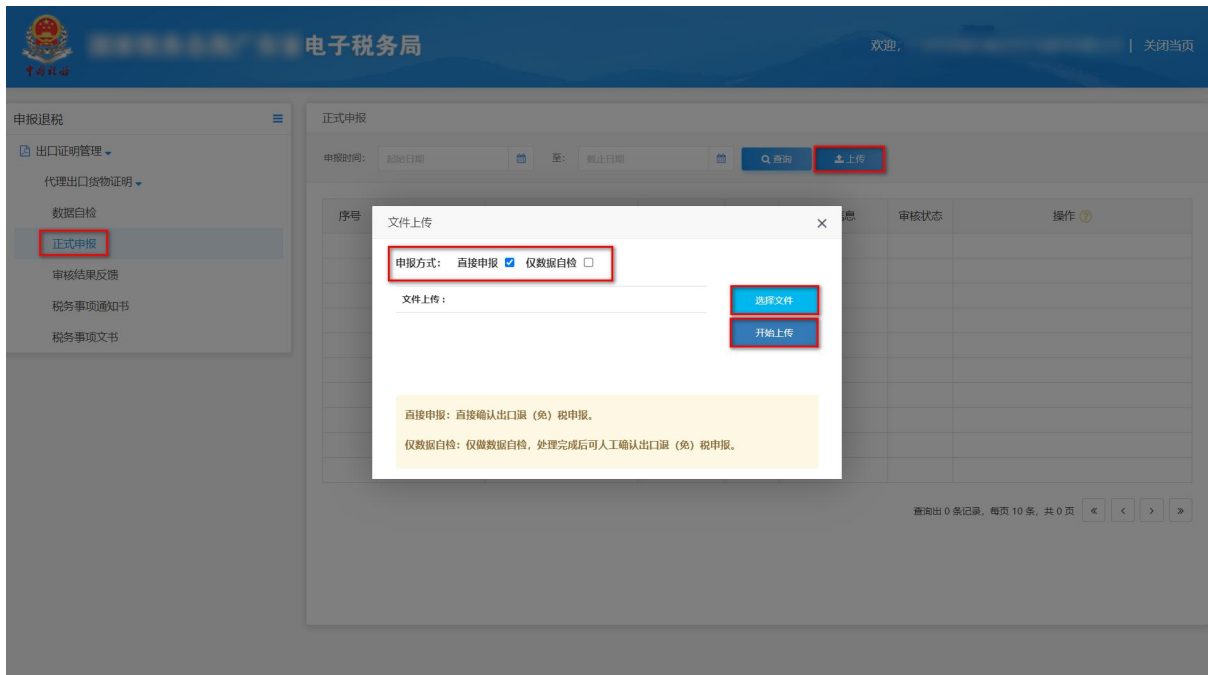 中国税务
电子税务局
欢迎,
| 关闭当页
申报退税
出口证明管理
代理出口货物证明
数据自检
正式申报
审核结果反馈
税务事项通知书
税务事项文书
正式申报
申报时间: 起始日期 至: 截止日期 查询 上传
序号 息 审核状态 操作 ?
文件上传 ×
申报方式: 直接申报 仅数据自检
文件上传:
选择文件
开始上传
直接申报:直接确认出口退(免)税申报。
仅数据自检:仅做数据自检,处理完成后可人工确认出口退(免)税申报。
查询出 0 条记录, 每页 10 条, 共 0 页 « < > »